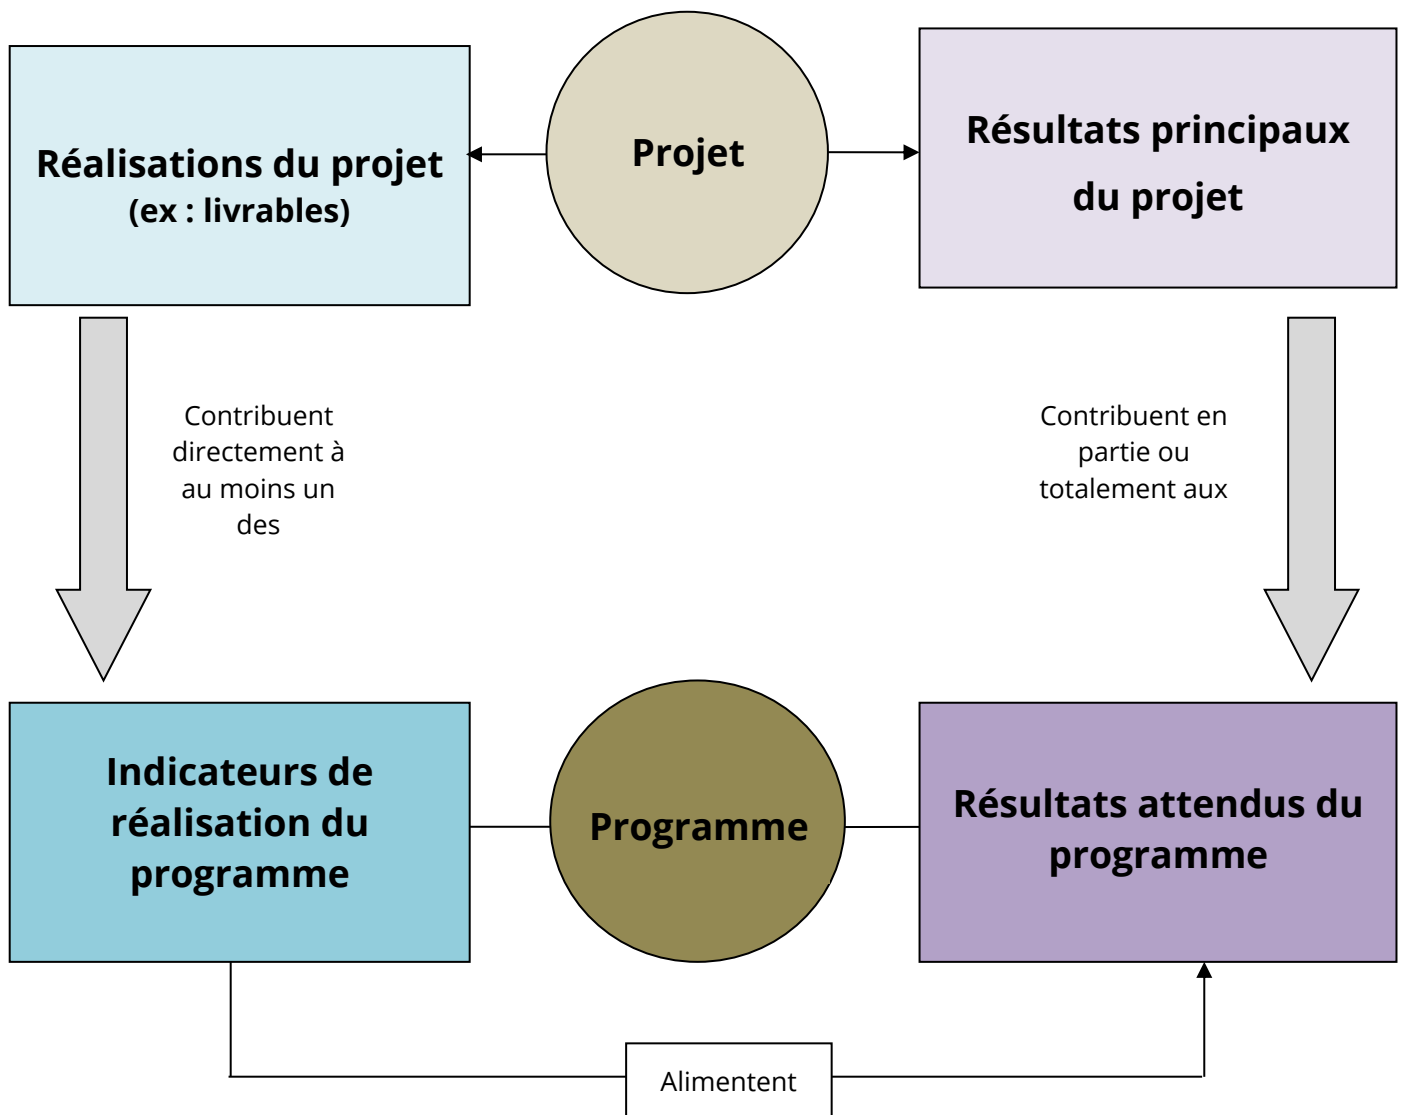 Réalisations du projet
(ex : livrables)
Projet
Résultats principaux
du projet
Contribuent
directement à
au moins un
des
Contribuent en
partie ou
totalement aux
Indicateurs de
réalisation du
programme
Programme
Résultats attendus du
programme
Alimentent